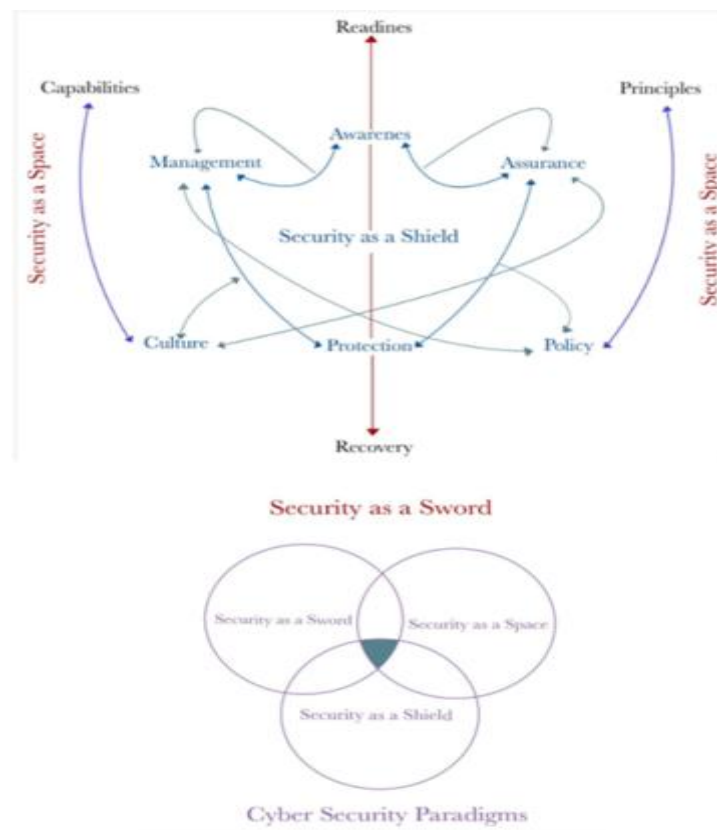 Readines
Capabilities
Principles
Awarenes
Management
Assurance
Security as a Space
Security as a Shield
Security as a Space
Culture
Protection
Policy
Recovery
Security as a Sword
Security as a Sword
Security as a Space
Security as a Shield
Cyber Security Paradigms